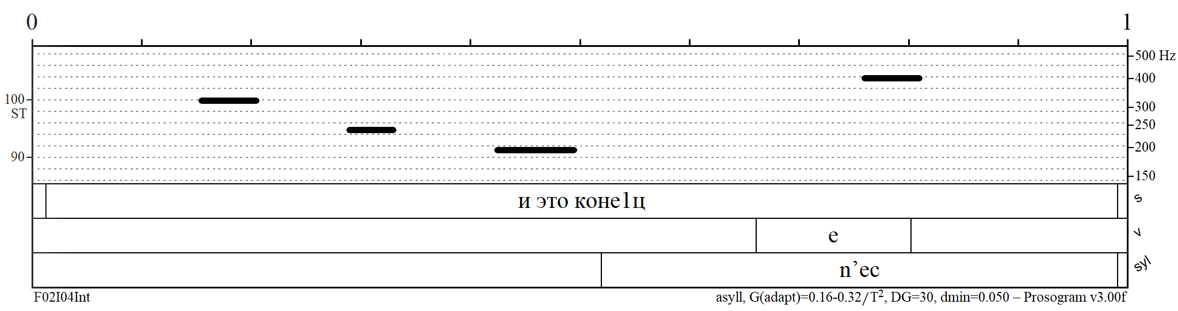 0 1
500 Hz
400
100 300
ST
250
90 200
150
и это коне1ц s
e v
n’ec syl
F02I04Int asyll, G(adapt)=0.16-0.32/T², DG=30, dmin=0.050 – Prosogram v3.00f